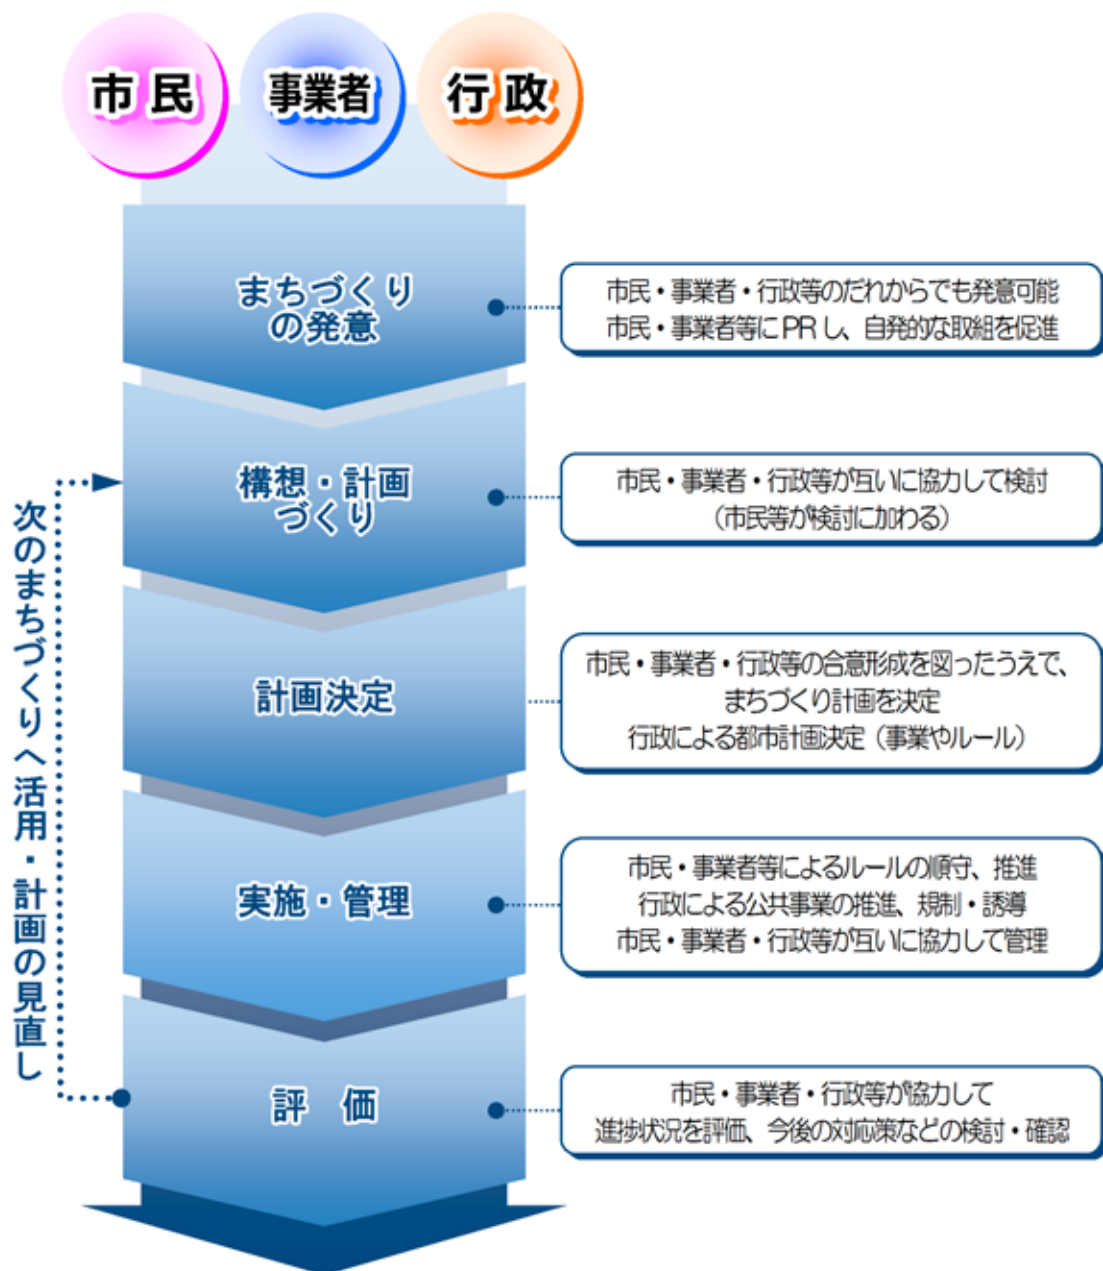 市民
事業者
行政
まちづくり
の発意
市民・事業者・行政等のだれからでも発意可能
市民・事業者等にPRし、自発的な取組を促進
構想・計画
づくり
市民・事業者・行政等が互いに協力して検討
(市民等が検討に加わる)
計画決定
市民・事業者・行政等の合意形成を図ったうえで、
まちづくり計画を決定
行政による都市計画決定(事業やルール)
実施・管理
市民・事業者等によるルールの順守、推進
行政による公共事業の推進、規制・誘導
市民・事業者・行政等が互いに協力して管理
評 価
市民・事業者・行政等が協力して
進捗状況を評価、今後の対応策などの検討・確認
次のまちづくりへ活用・計画の見直し